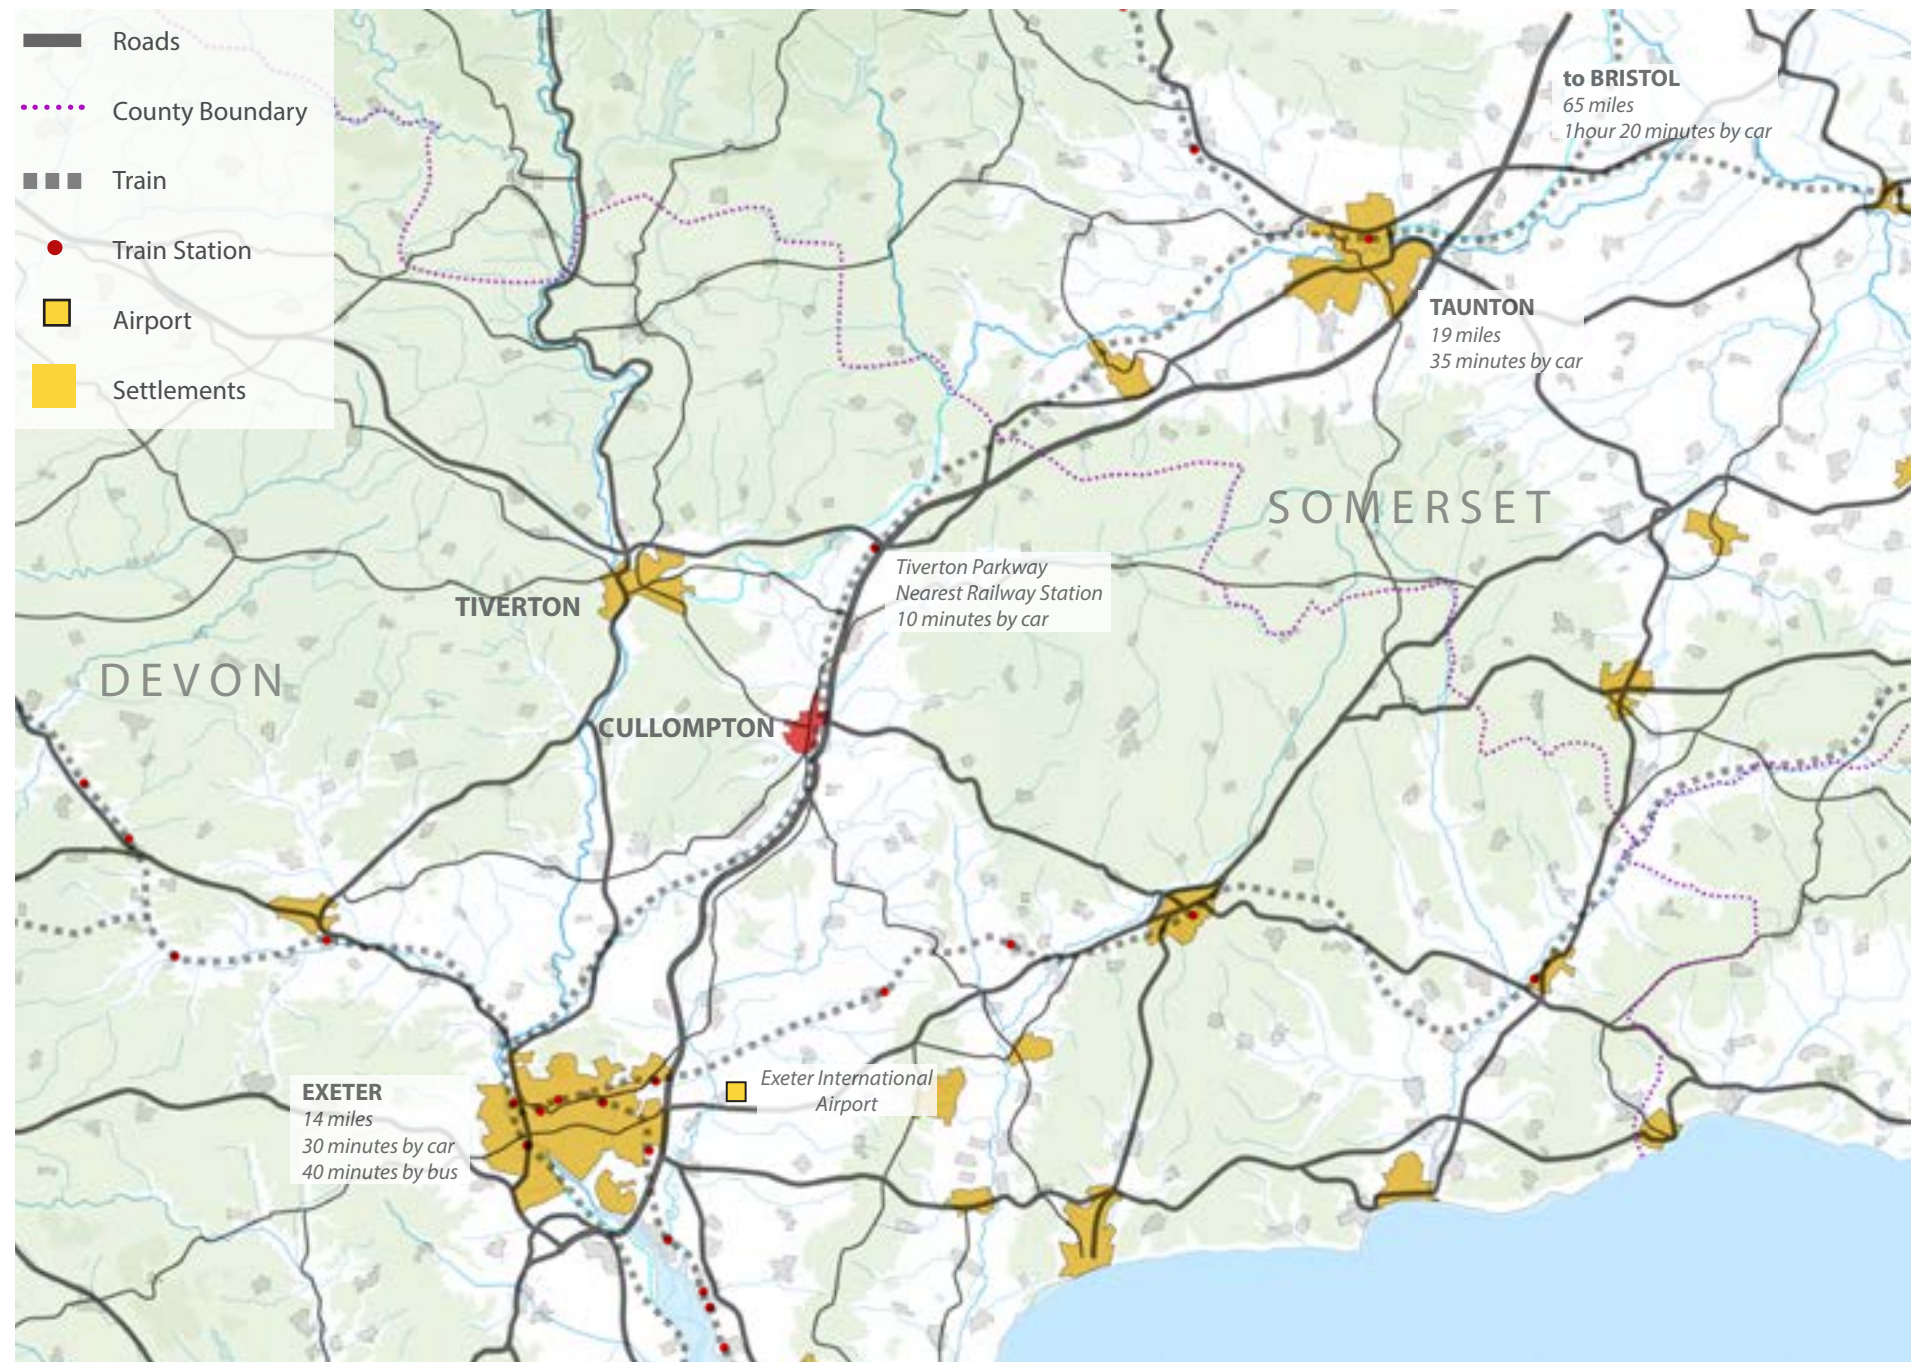 Roads
County Boundary
Train
Train Station
Airport
Settlements
to BRISTOL
65 miles
1hour 20 minutes by car
TAUNTON
19 miles
35 minutes by car
SOMERSET
Tiverton Parkway
Nearest Railway Station
10 minutes by car
TIVERTON
DEVON
CULLOMPTON
EXETER
14 miles
30 minutes by car
40 minutes by bus
Exeter International
Airport